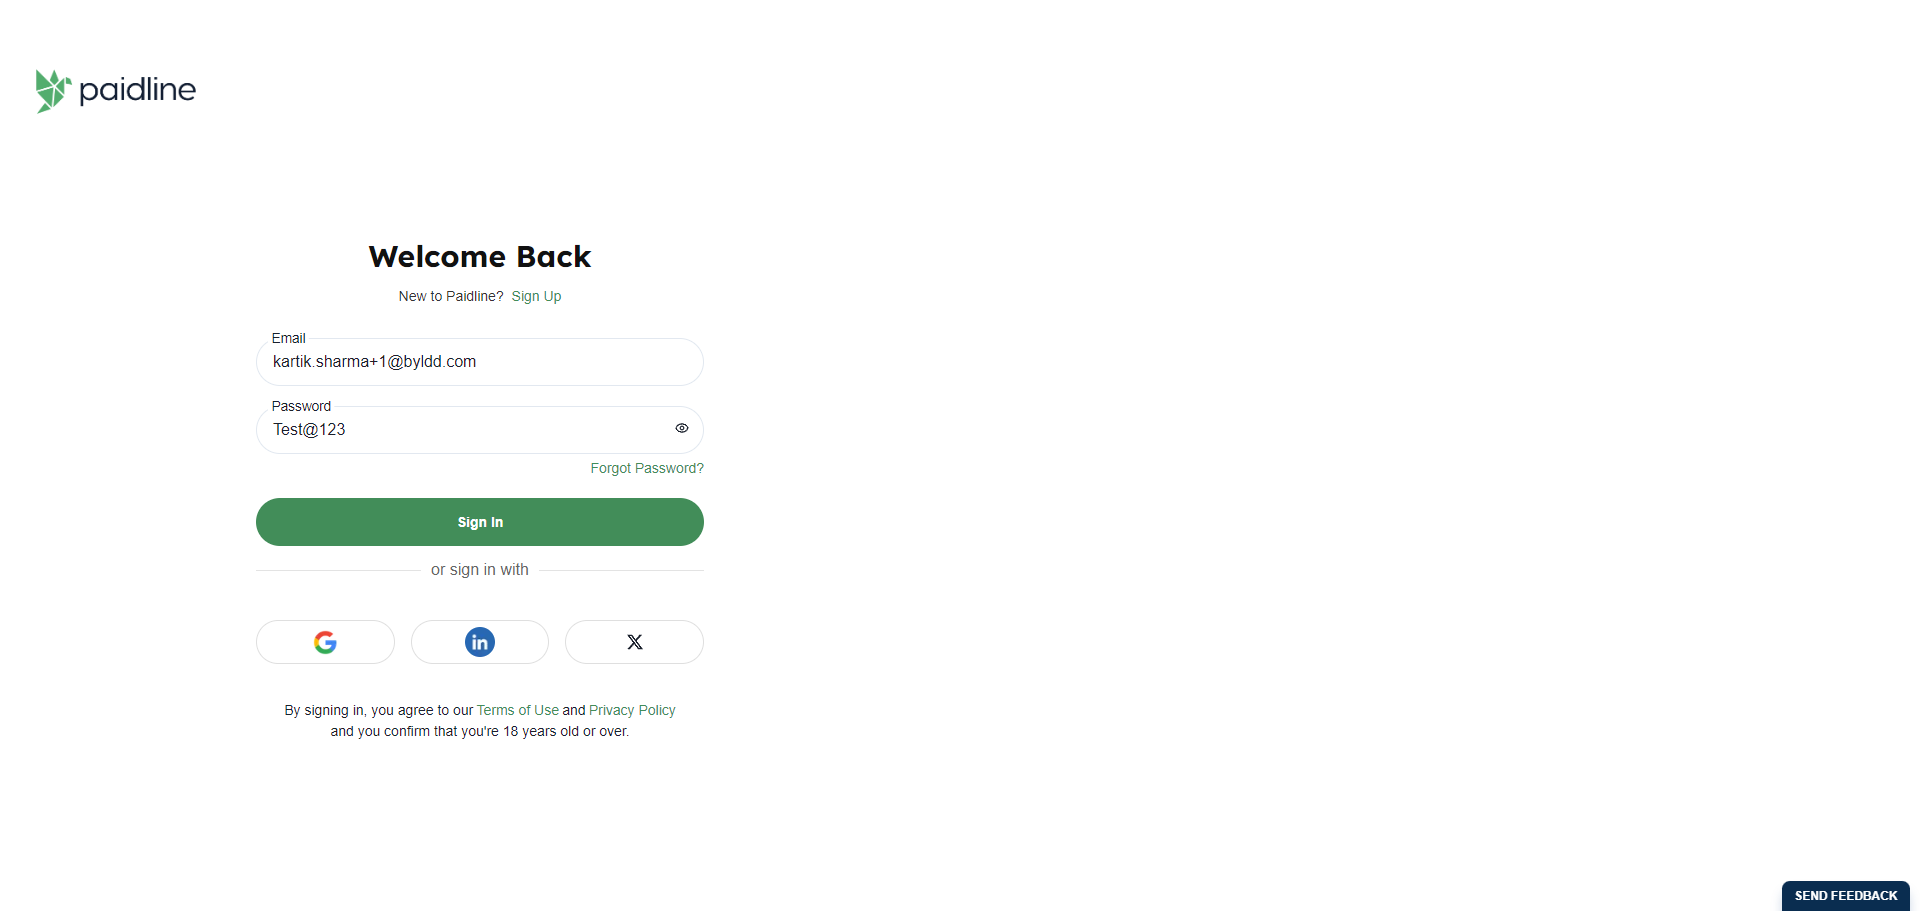 paidline
Welcome Back
New to Paidline? Sign Up
Email
kartik.sharma+1@byldd.com
Password
Test@123
Forgot Password?
Sign In
or sign in with
G in X
By signing in, you agree to our Terms of Use and Privacy Policy
and you confirm that you're 18 years old or over.
SEND FEEDBACK